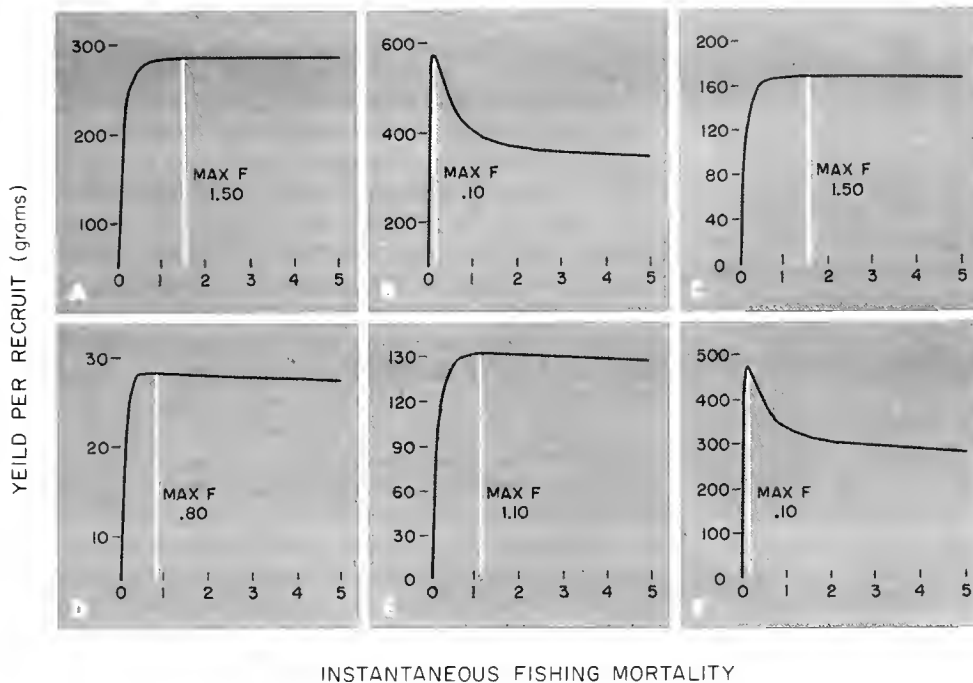 YEILD PER RECRUIT (grams)
300
200
100
0 1 2 3 4 5
MAX F
1.50
A
600
400
200
0 1 2 3 4 5
MAX F
.10
B
200
160
120
80
40
0
0 1 2 3 4 5
MAX F
1.50
C
30
20
10
0 1 2 3 4 5
MAX F
.80
D
130
120
90
60
30
0
0 1 2 3 4 5
MAX F
1.10
E
500
400
300
200
100
0
0 1 2 3 4 5
MAX F
.10
F
INSTANTANEOUS FISHING MORTALITY